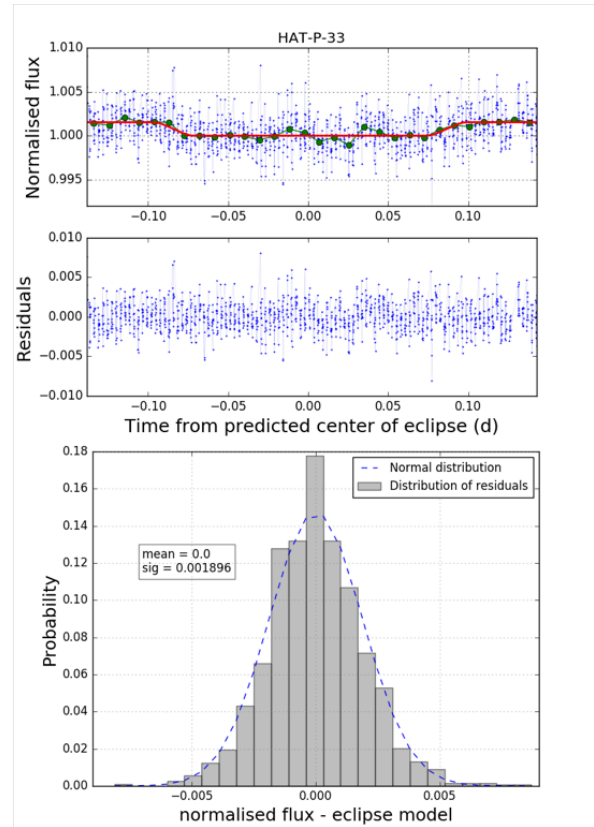 HAT-P-33
Normalised flux
1.010
1.005
1.000
0.995
−0.10 −0.05 0.00 0.05 0.10
Residuals
0.010
0.005
0.000
−0.005
−0.010
−0.10 −0.05 0.00 0.05 0.10
Time from predicted center of eclipse (d)
Probability
0.18
0.16
0.14
0.12
0.10
0.08
0.06
0.04
0.02
0.00
Normal distribution
Distribution of residuals
mean = 0.0
sig = 0.001896
−0.005 0.000 0.005
normalised flux - eclipse model